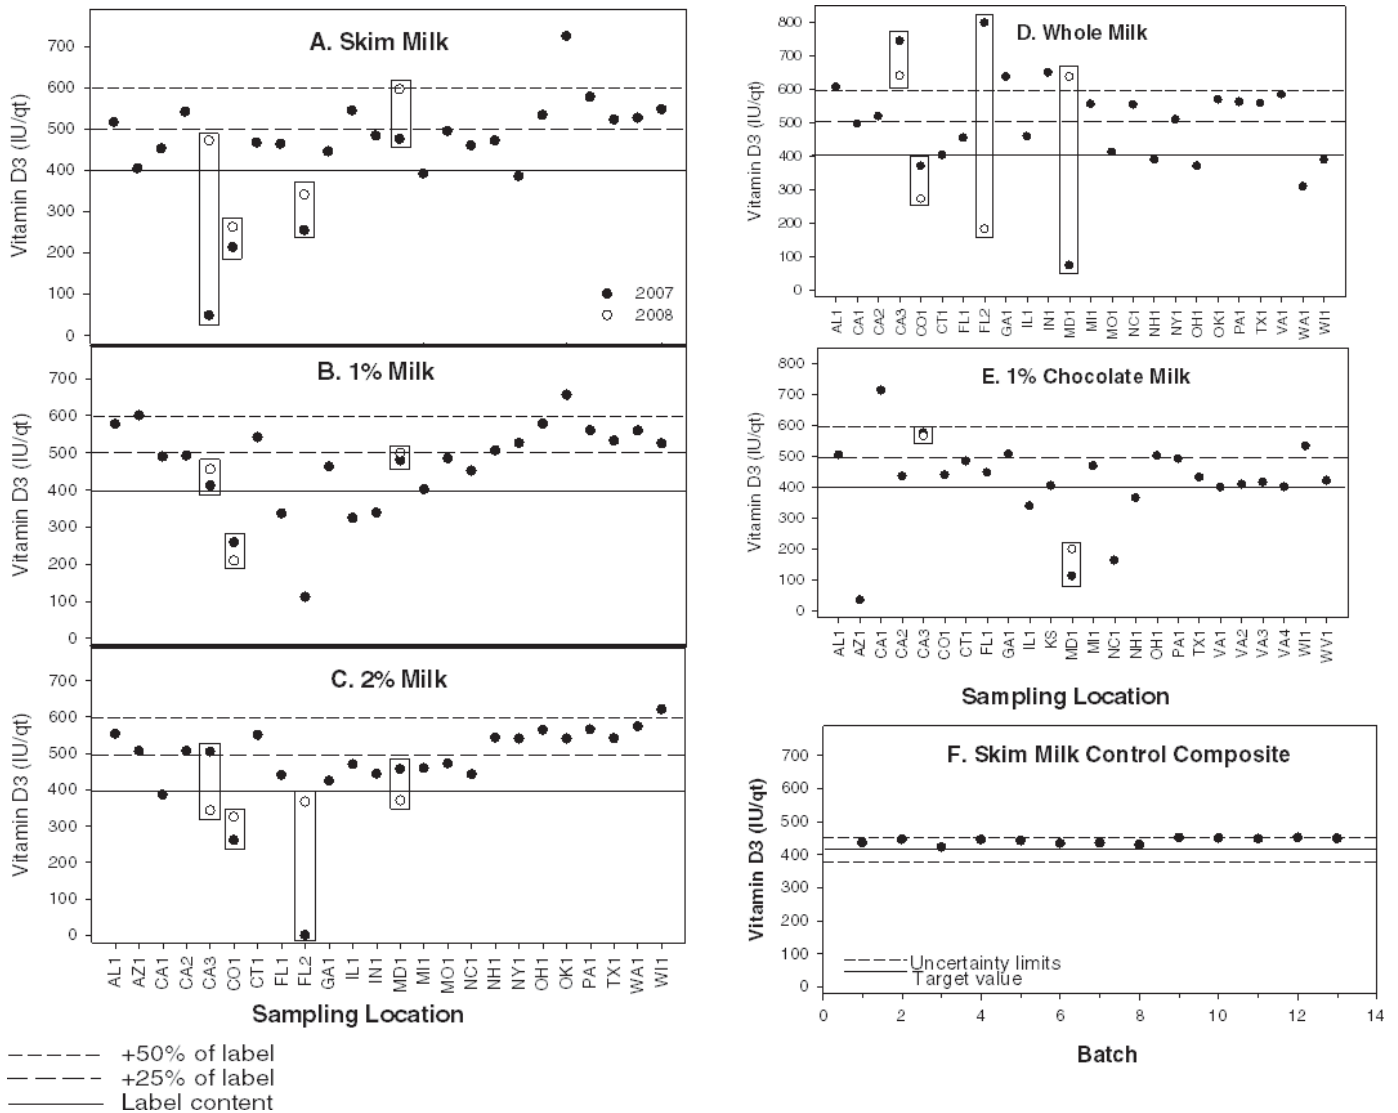 A. Skim Milk
Vitamin D3 (IU/qt)
700
600
500
400
300
200
100
0
2007
2008
B. 1% Milk
Vitamin D3 (IU/qt)
700
600
500
400
300
200
100
0
C. 2% Milk
Vitamin D3 (IU/qt)
700
600
500
400
300
200
100
0
AL1 AZ1 CA1 CA2 CA3 CO1 CT1 FL1 FL2 GA1 IL1 IN1 MD1 MI1 MO1 NC1 NH1 NY1 OH1 OK1 PA1 TX1 WA1 WI1
Sampling Location
+50% of label
+25% of label
Label content
D. Whole Milk
Vitamin D3 (IU/qt)
800
700
600
500
400
300
200
100
0
AL1 CA1 CA2 CA3 CO1 CT1 FL1 FL2 GA1 IL1 IN1 MD1 MI1 MO1 NC1 NH1 NY1 OH1 OK1 PA1 TX1 VA1 WA1 WI1
E. 1% Chocolate Milk
Vitamin D3 (IU/qt)
800
700
600
500
400
300
200
100
0
AL1 AZ1 CA1 CA2 CA3 CO1 CT1 FL1 GA1 IL1 KS MD1 MI1 NC1 NH1 OH1 PA1 TX1 VA1 VA2 VA3 VA4 WI1 WV1
Sampling Location
F. Skim Milk Control Composite
Vitamin D3 (IU/qt)
700
600
500
400
300
200
100
0
Uncertainty limits
Target value
0 2 4 6 8 10 12 14
Batch